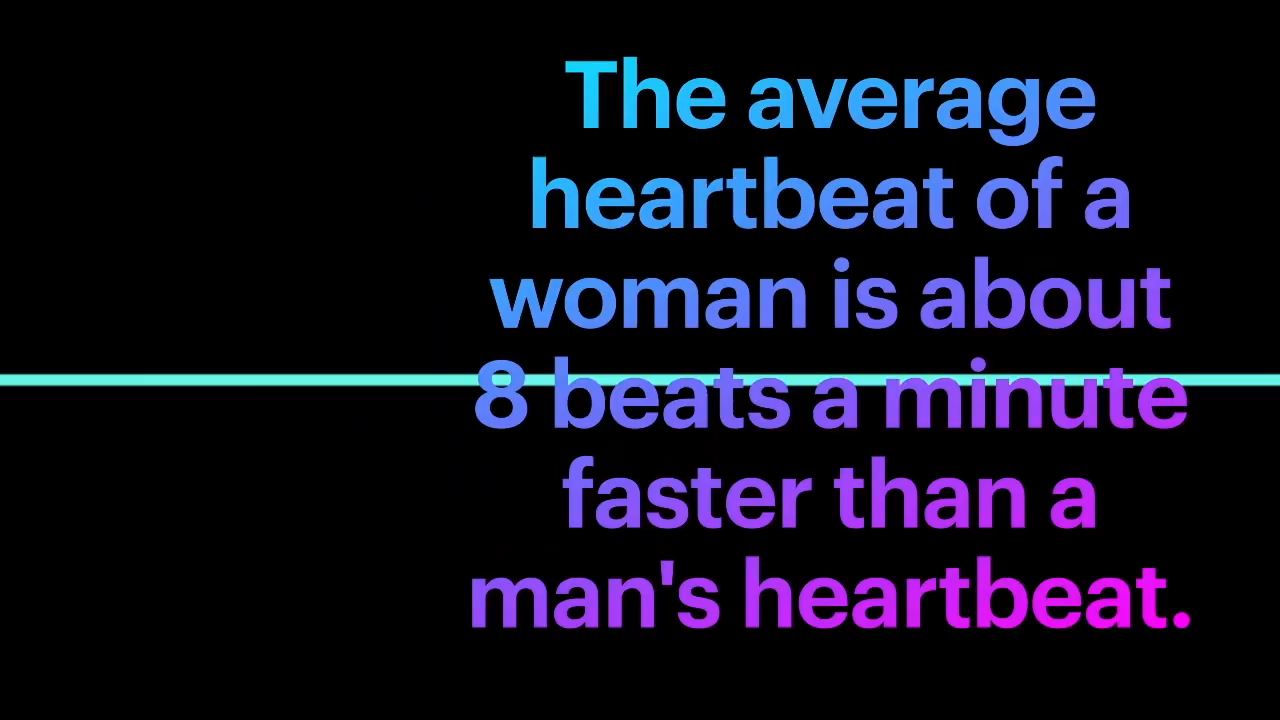 The average
heartbeat of a
woman is about
8 beats a minute
faster than a
man's heartbeat.